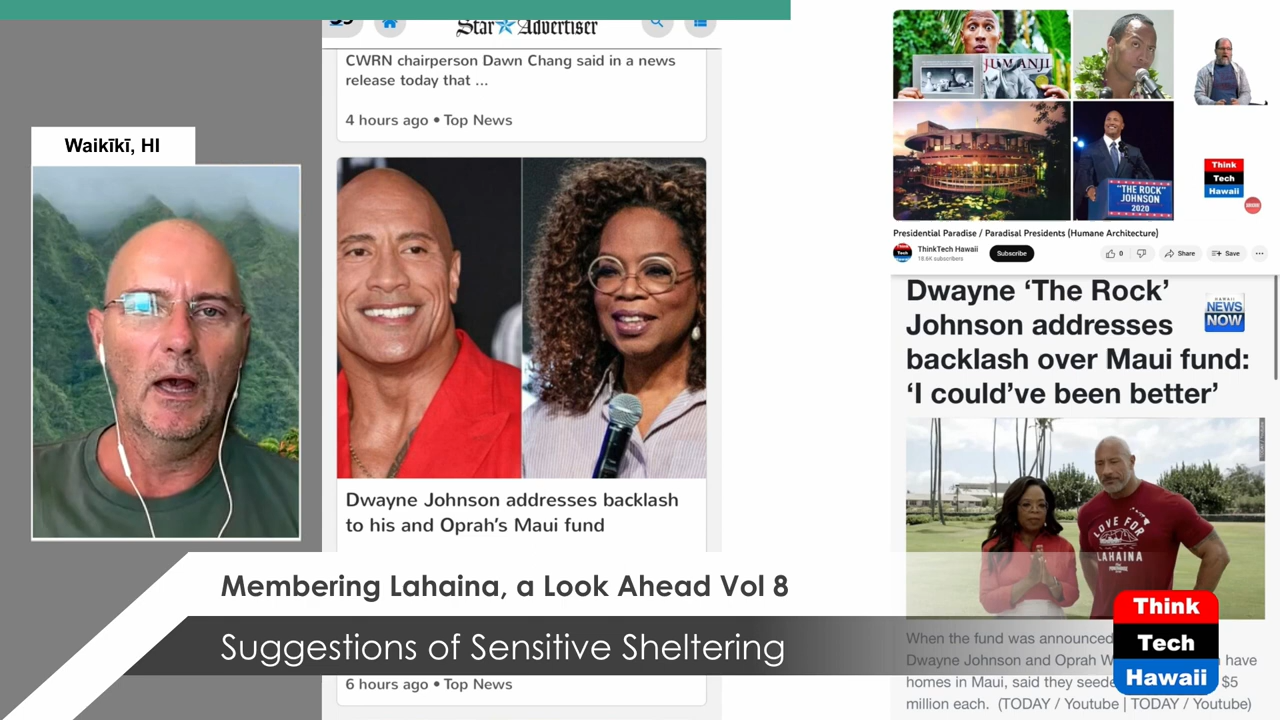 Waikīkī, HI
Star Advertiser
CWRN chairperson Dawn Chang said in a news
release today that ...
4 hours ago • Top News
Dwayne Johnson addresses backlash
to his and Oprah's Maui fund
6 hours ago • Top News
JUMANJI
"THE ROCK"
JOHNSON
2020
Think
Tech
Hawaii
Presidential Paradise / Paradisal Presidents (Humane Architecture)
ThinkTech Hawaii
18.6K subscribers
Subscribe
0
Share
Save
Dwayne 'The Rock'
Johnson addresses
backlash over Maui fund:
'I could've been better'
HAWAII
NEWS
NOW
LOVE FOR
LAHAINA
When the fund was announced
Dwayne Johnson and Oprah W have
homes in Maui, said they seede $5
million each. (TODAY / Youtube | TODAY / Youtube)
Membering Lahaina, a Look Ahead Vol 8
Suggestions of Sensitive Sheltering
Think
Tech
Hawaii